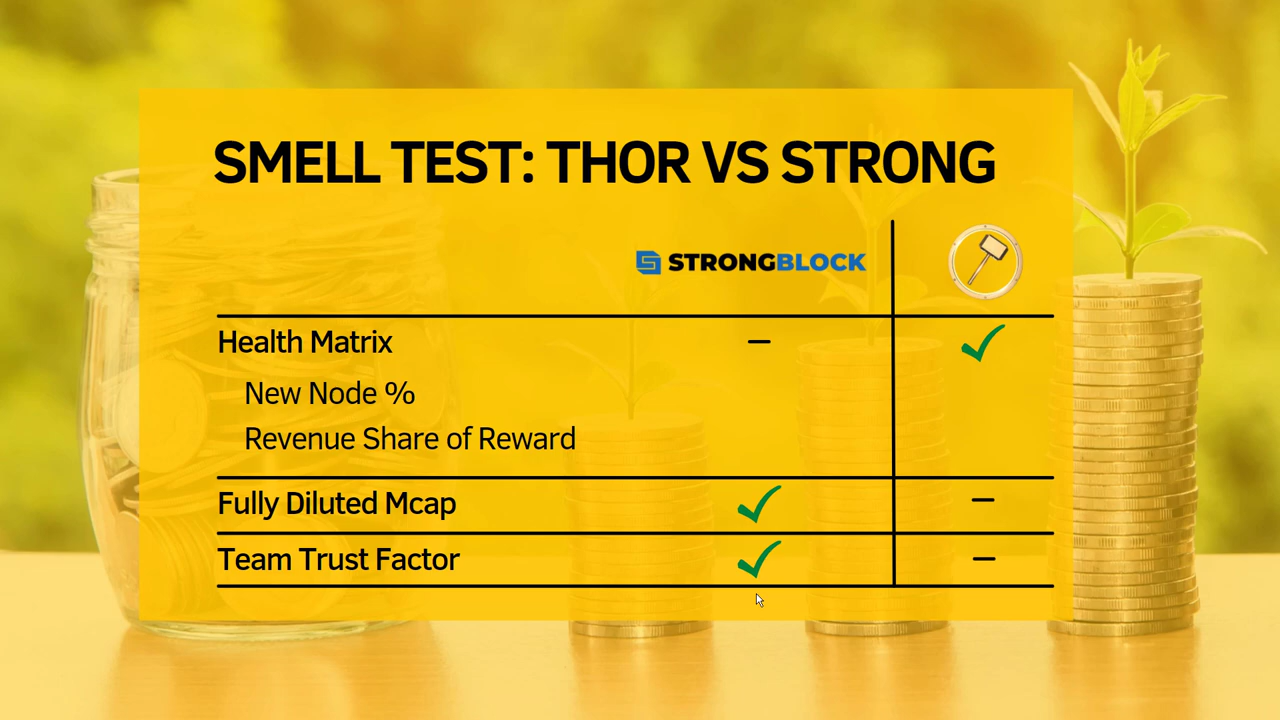 SMELL TEST: THOR VS STRONG
STRONGBLOCK
Health Matrix —
New Node %
Revenue Share of Reward
Fully Diluted Mcap —
Team Trust Factor —